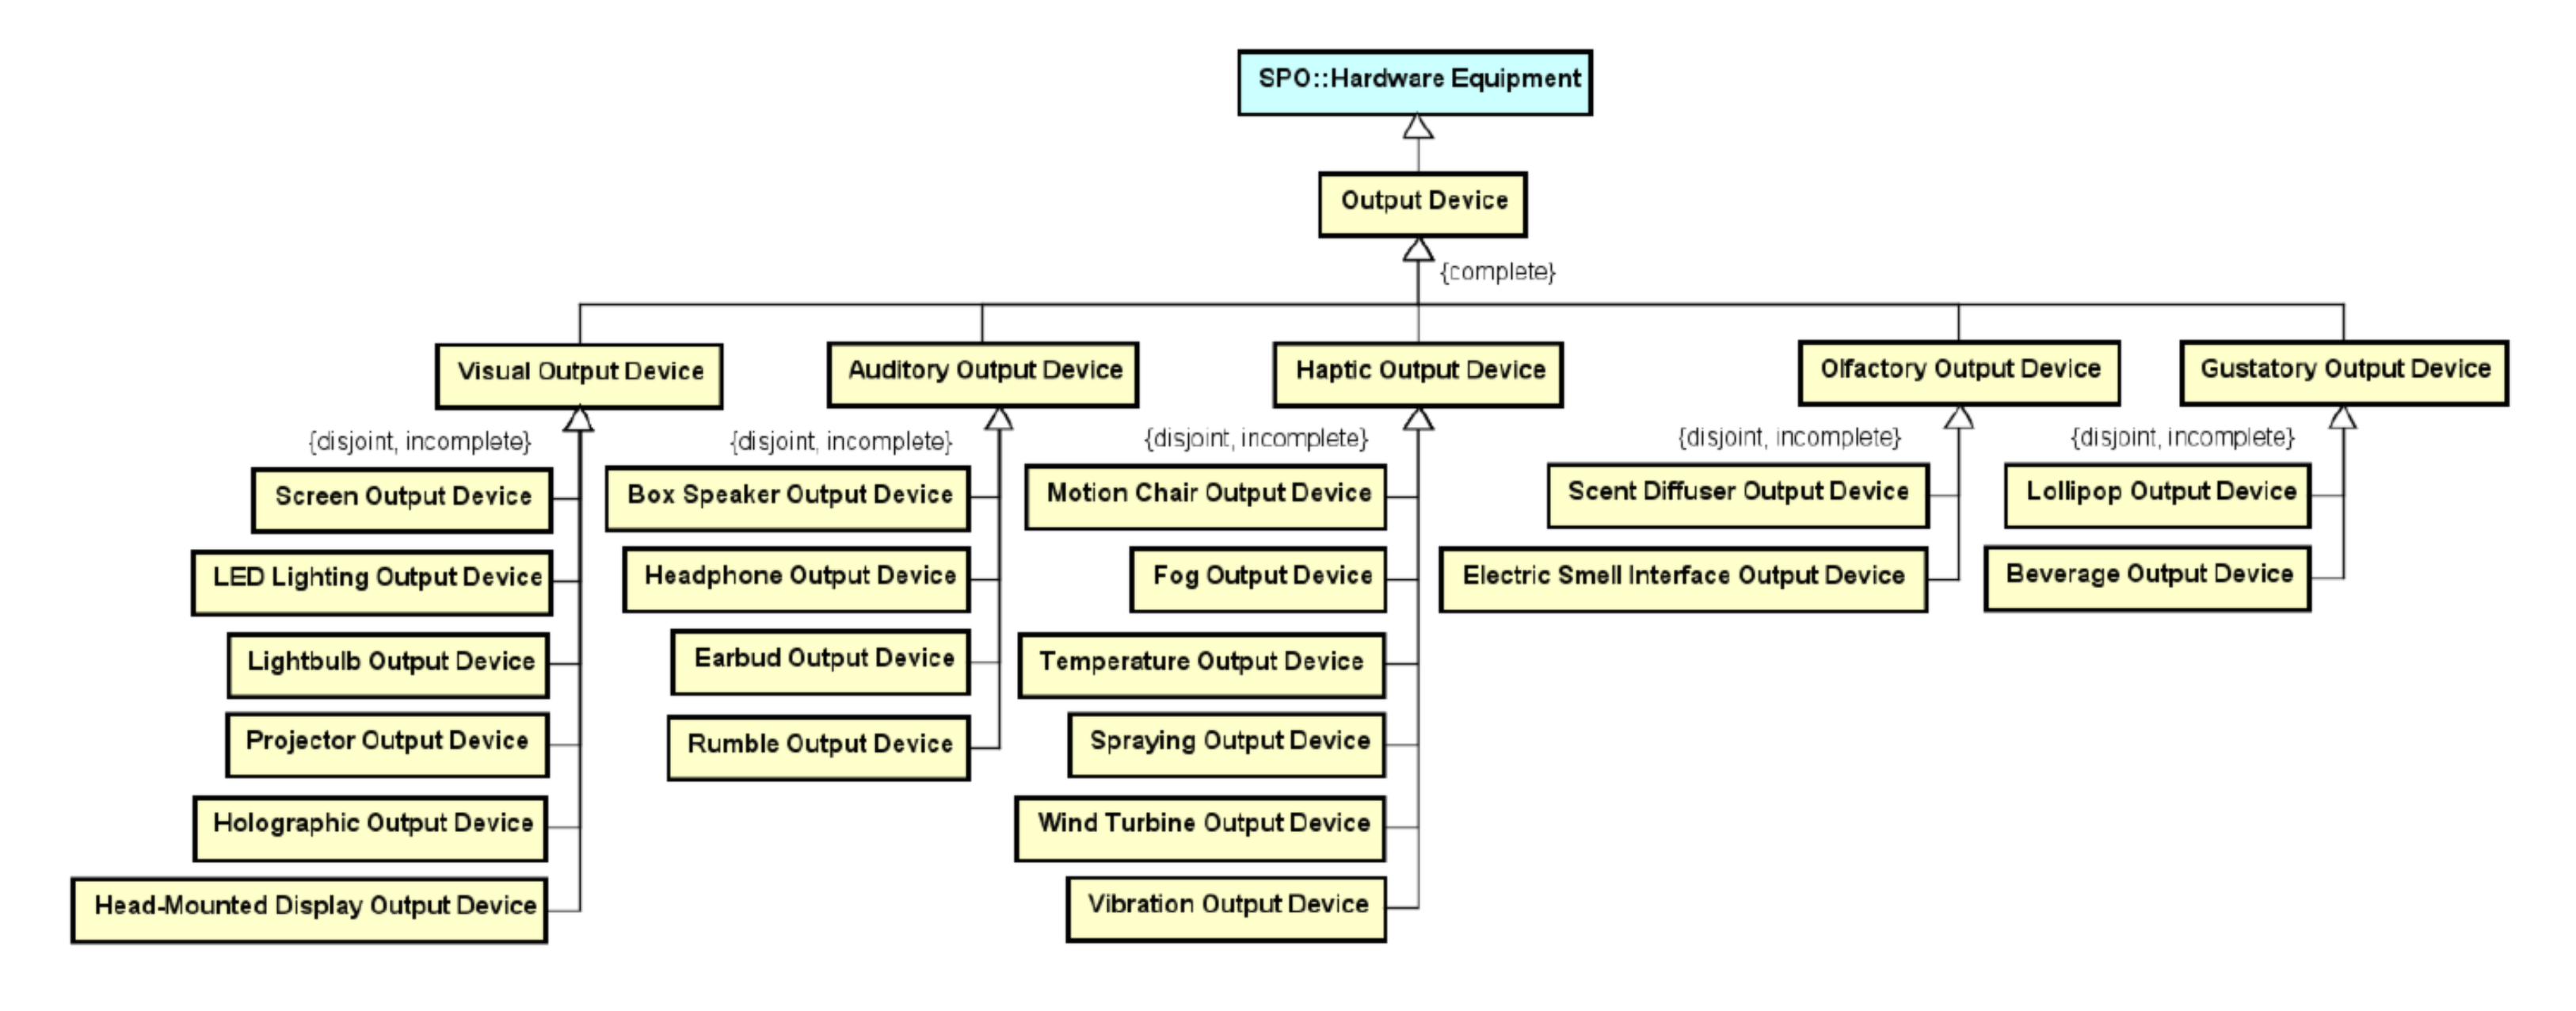 SPO::Hardware Equipment
Output Device
{complete}
Visual Output Device
Auditory Output Device
Haptic Output Device
Olfactory Output Device
Gustatory Output Device
{disjoint, incomplete}
{disjoint, incomplete}
{disjoint, incomplete}
{disjoint, incomplete}
{disjoint, incomplete}
Screen Output Device
LED Lighting Output Device
Lightbulb Output Device
Projector Output Device
Holographic Output Device
Head-Mounted Display Output Device
Box Speaker Output Device
Headphone Output Device
Earbud Output Device
Rumble Output Device
Motion Chair Output Device
Fog Output Device
Temperature Output Device
Spraying Output Device
Wind Turbine Output Device
Vibration Output Device
Scent Diffuser Output Device
Electric Smell Interface Output Device
Lollipop Output Device
Beverage Output Device